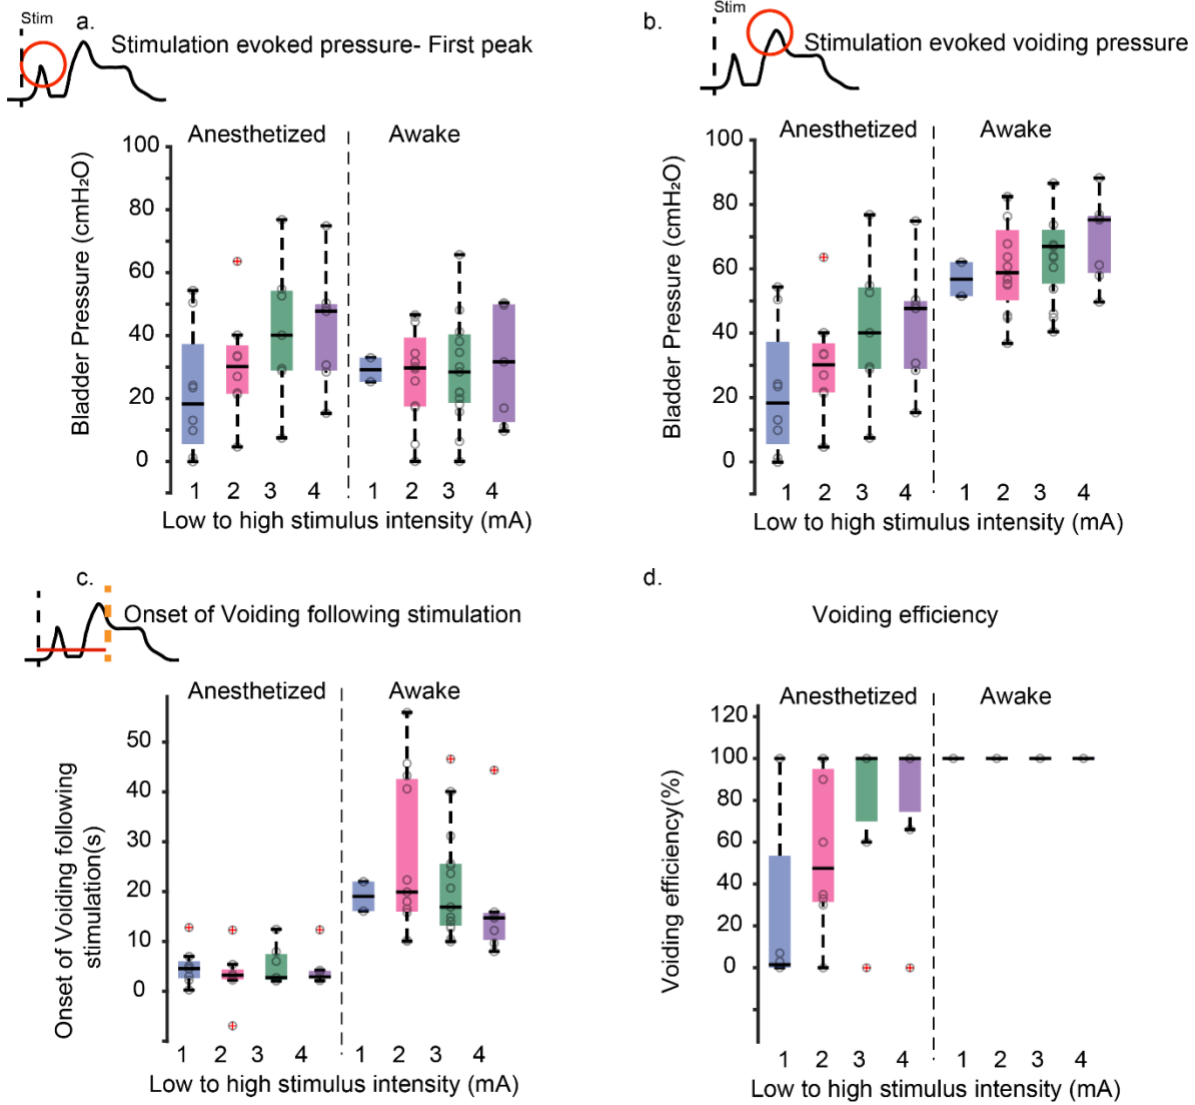 Stim
a.
Stimulation evoked pressure- First peak
Anesthetized
Awake
100
80
60
40
20
0
Bladder Pressure (cmH₂O)
1 2 3 4 1 2 3 4
Low to high stimulus intensity (mA)
Stim
b.
Stimulation evoked voiding pressure
Anesthetized
Awake
100
80
60
40
20
0
Bladder Pressure (cmH₂O)
1 2 3 4 1 2 3 4
Low to high stimulus intensity (mA)
c.
Onset of Voiding following stimulation
Anesthetized
Awake
50
40
30
20
10
0
Onset of Voiding following
stimulation(s)
1 2 3 4 1 2 3 4
Low to high stimulus intensity (mA)
d.
Voiding efficiency
Anesthetized
Awake
120
100
80
60
40
20
0
Voiding efficiency(%)
1 2 3 4 1 2 3 4
Low to high stimulus intensity (mA)